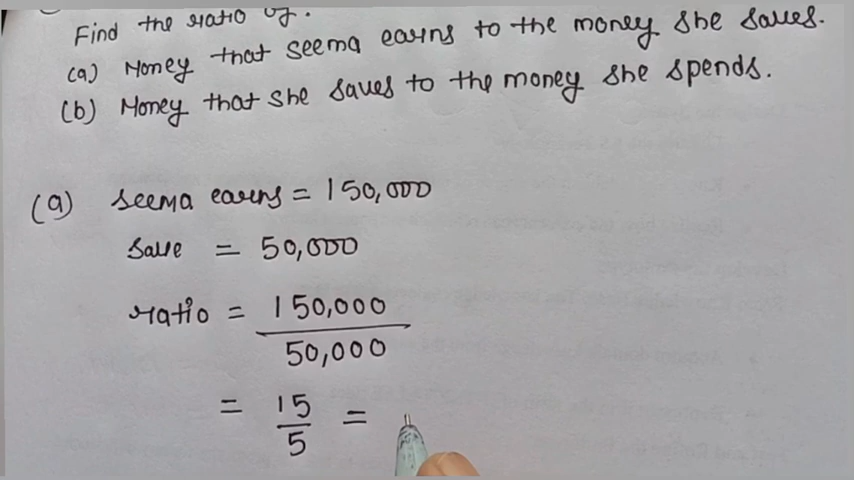 Find the ratio of.
(a) Money that seema earns to the money she saves.
(b) Money that she saves to the money she spends.
(a) seema earns = 150,000
save = 50,000
ratio = 150,000
50,000
= 15 =
5